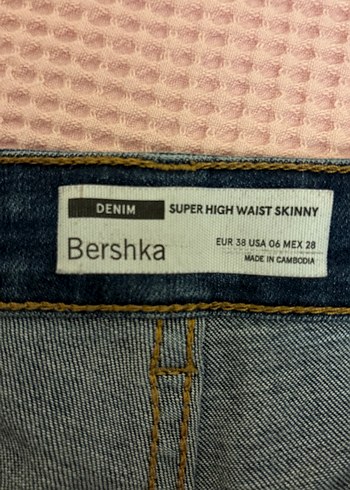 DENIM SUPER HIGH WAIST SKINNY
Bershka EUR 38 USA 06 MEX 28
MADE IN CAMBODIA